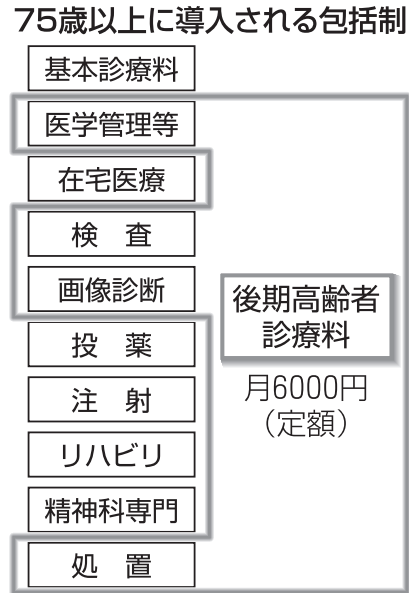 75歳以上に導入される包括制
基本診療料
医学管理等
在宅医療
検　査
画像診断
投　薬
注　射
リハビリ
精神科専門
処　置
後期高齢者
診療料
月6000円
（定額）